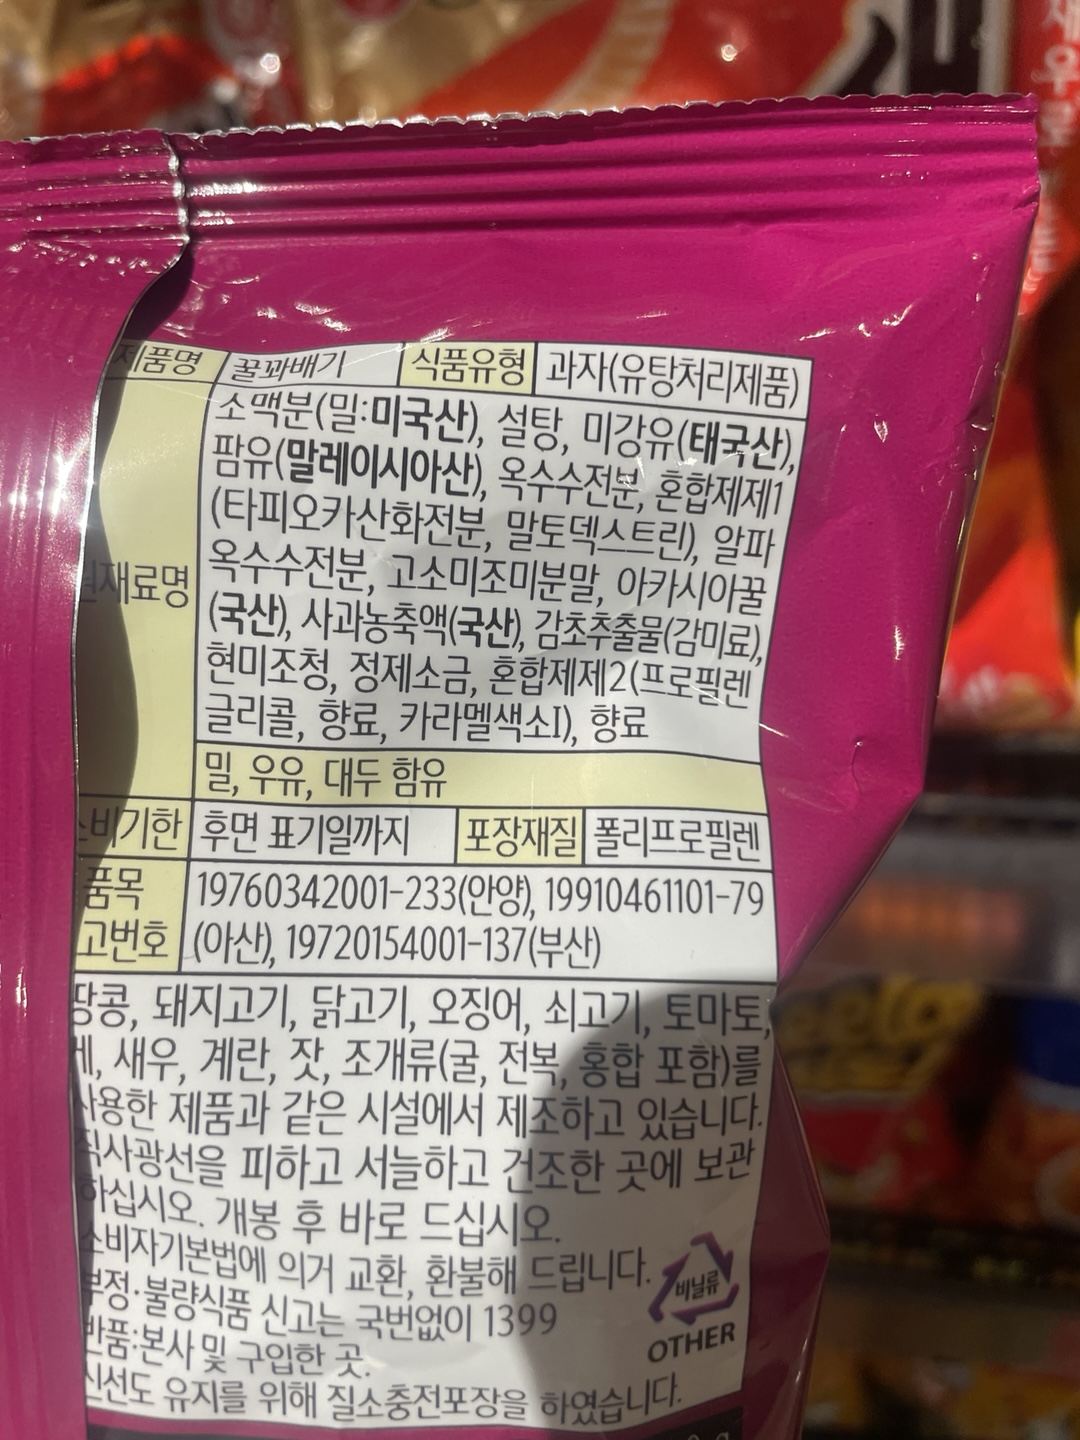 제품명 꿀꽈배기 식품유형 과자(유탕처리제품)
소맥분(밀:미국산), 설탕, 미강유(태국산),
팜유(말레이시아산), 옥수수전분, 혼합제제1
(타피오카산화전분, 말토덱스트린), 알파
옥수수전분, 고소미조미분말, 아카시아꿀
재료명
(국산), 사과농축액(국산), 감초추출물(감미료),
현미조청, 정제소금, 혼합제제2(프로필렌
글리콜, 향료, 카라멜색소I), 향료
밀, 우유, 대두 함유
비기한 후면 표기일까지 포장재질 폴리프로필렌
품목 19760342001-233(안양), 19910461101-79
고번호 (아산), 19720154001-137(부산)
땅콩, 돼지고기, 닭고기, 오징어, 쇠고기, 토마토,
게, 새우, 계란, 잣, 조개류(굴, 전복, 홍합 포함)를
사용한 제품과 같은 시설에서 제조하고 있습니다.
직사광선을 피하고 서늘하고 건조한 곳에 보관
하십시오. 개봉 후 바로 드십시오.
소비자기본법에 의거 교환, 환불해 드립니다.
부정·불량식품 신고는 국번없이 1399
반품:본사 및 구입한 곳.
신선도 유지를 위해 질소충전포장을 하였습니다.
비닐류
OTHER